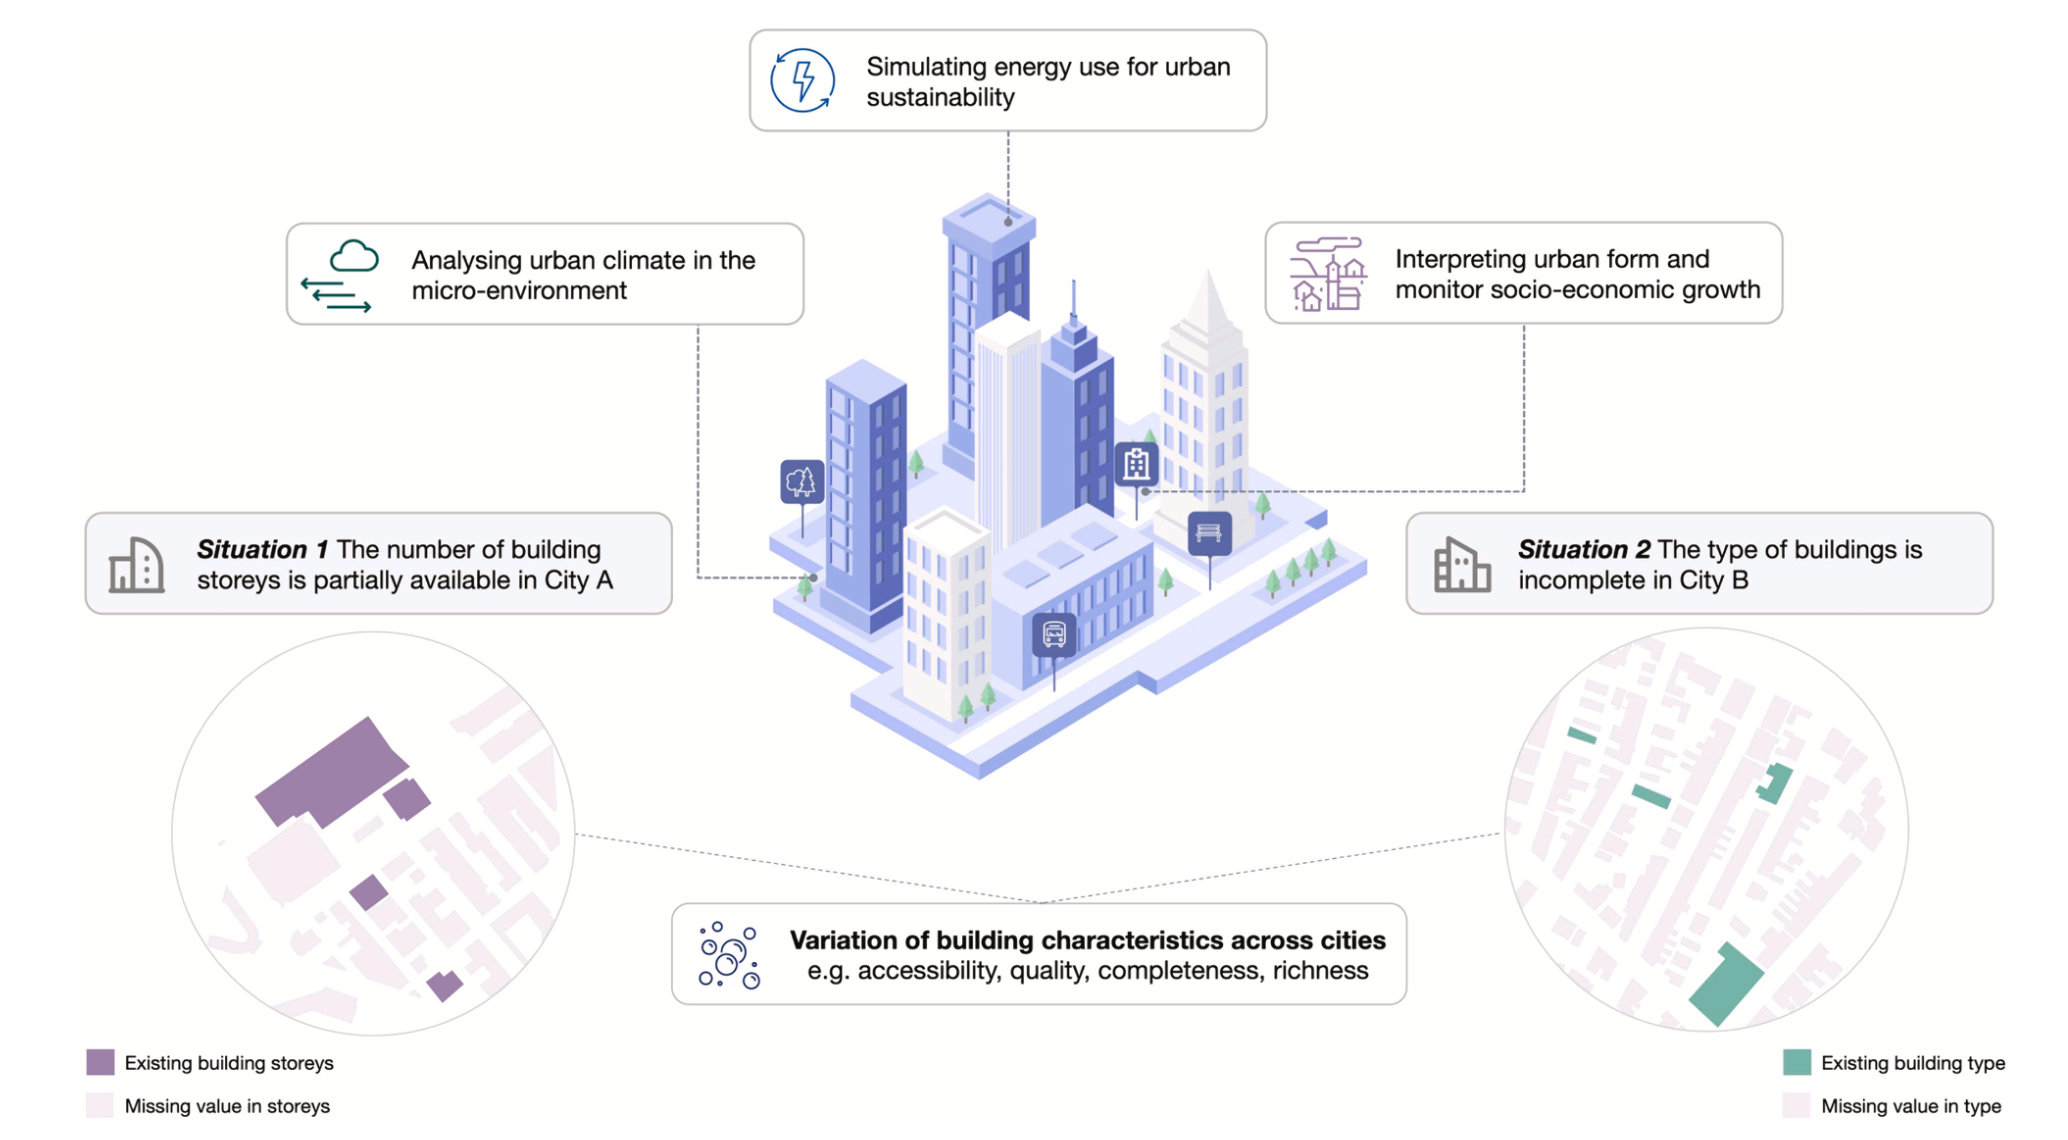 Simulating energy use for urban
sustainability
Analysing urban climate in the
micro-environment
Interpreting urban form and
monitor socio-economic growth
Situation 1 The number of building
storeys is partially available in City A
Situation 2 The type of buildings is
incomplete in City B
Variation of building characteristics across cities
e.g. accessibility, quality, completeness, richness
Existing building storeys
Missing value in storeys
Existing building type
Missing value in type